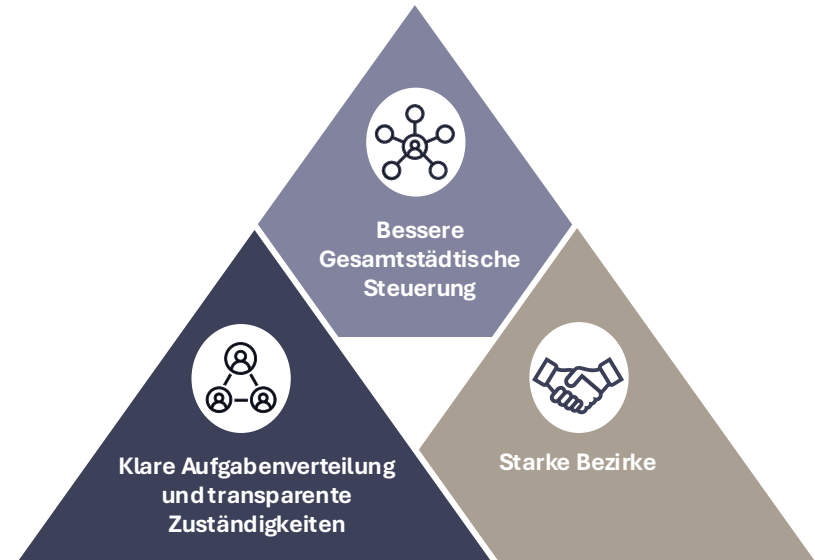 Bessere
Gesamtstädtische
Steuerung
Klare Aufgabenverteilung
und transparente
Zuständigkeiten
Starke Bezirke